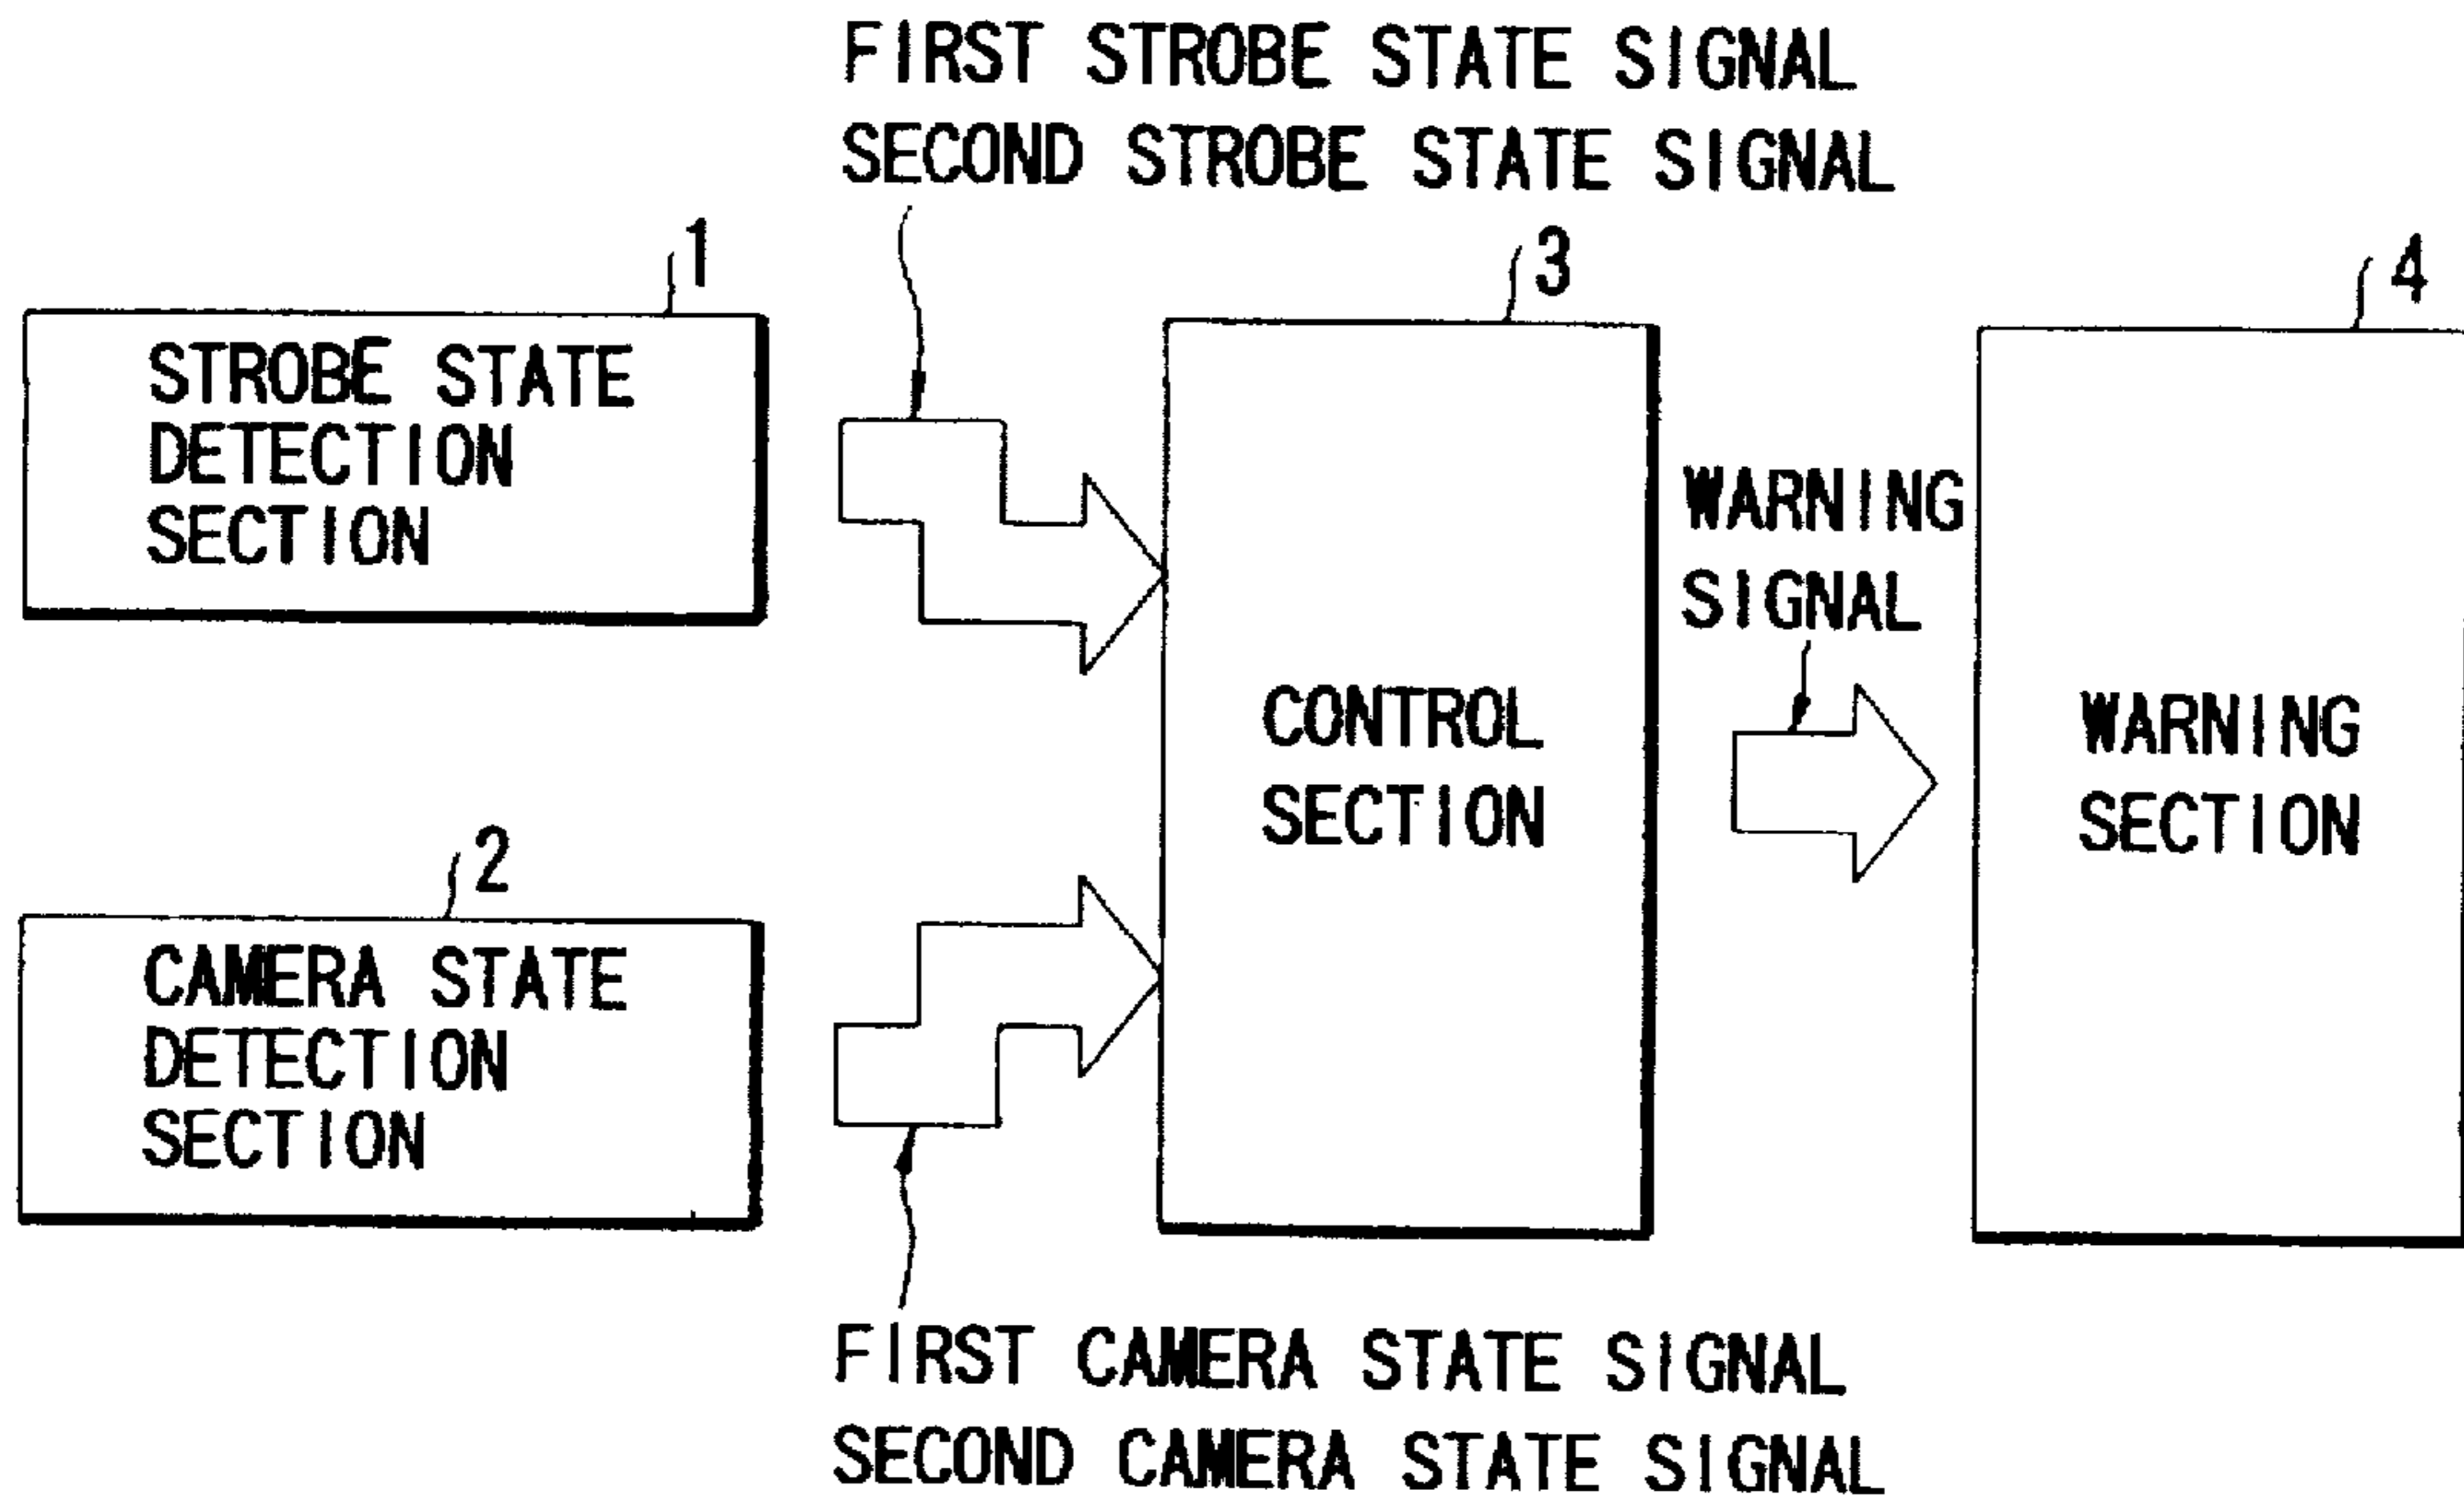 FIRST STROBE STATE SIGNAL
SECOND STROBE STATE SIGNAL
1
3
4
STROBE STATE
DETECTION
SECTION
WARNING
SIGNAL
CONTROL
SECTION
WARNING
SECTION
2
CAMERA STATE
DETECTION
SECTION
FIRST CAMERA STATE SIGNAL
SECOND CAMERA STATE SIGNAL